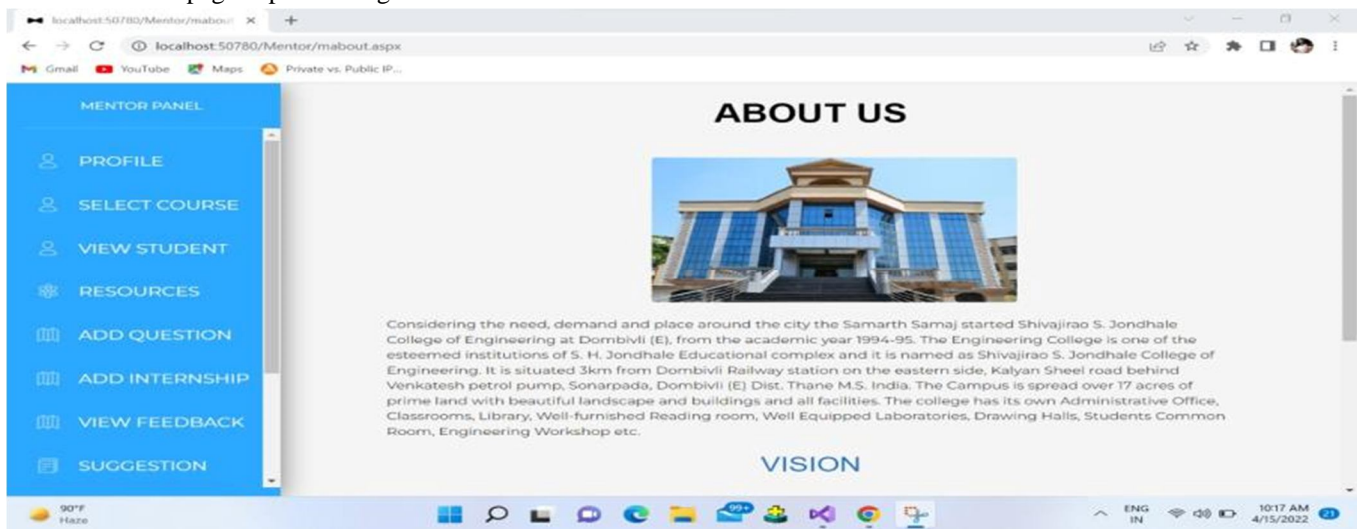 localhost:50780/Mentor/mabout
localhost:50780/Mentor/mabout.aspx
Gmail YouTube Maps Private vs. Public IP...
MENTOR PANEL
PROFILE
SELECT COURSE
VIEW STUDENT
RESOURCES
ADD QUESTION
ADD INTERNSHIP
VIEW FEEDBACK
SUGGESTION
ABOUT US
Considering the need, demand and place around the city the Samarth Samaj started Shivajirao S. Jondhale
College of Engineering at Dombivli (E), from the academic year 1994-95. The Engineering College is one of the
esteemed institutions of S. H. Jondhale Educational complex and it is named as Shivajirao S. Jondhale College of
Engineering. It is situated 3km from Dombivli Railway station on the eastern side, Kalyan Sheel road behind
Venkatesh petrol pump, Sonarpada, Dombivli (E) Dist. Thane M.S. India. The Campus is spread over 17 acres of
prime land with beautiful landscape and buildings and all facilities. The college has its own Administrative Office,
Classrooms, Library, Well-furnished Reading room, Well Equipped Laboratories, Drawing Halls, Students Common
Room, Engineering Workshop etc.
VISION
90°F
Haze
99+
ENG
IN
10:17 AM
4/15/2022
21